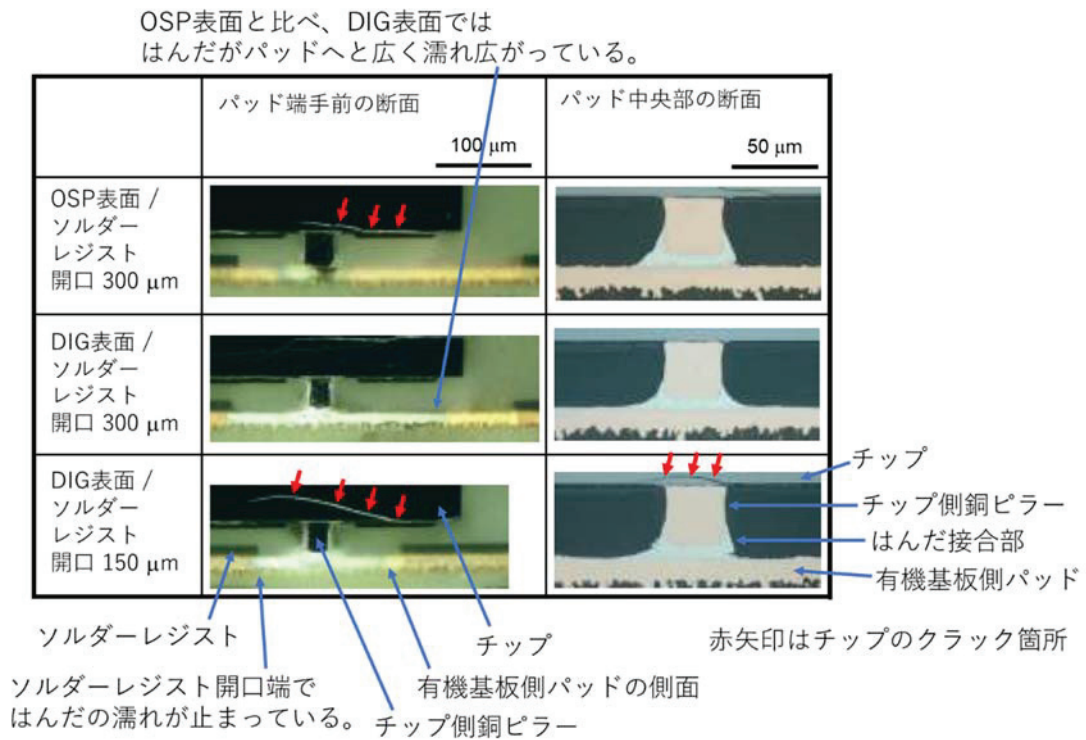 OSP表面と比べ、DIG表面では
はんだがパッドへと広く濡れ広がっている。
パッド端手前の断面
パッド中央部の断面
100 μm
50 μm
OSP表面 /
ソルダー
レジスト
開口 300 μm
DIG表面 /
ソルダー
レジスト
開口 300 μm
DIG表面 /
ソルダー
レジスト
開口 150 μm
チップ
チップ側銅ピラー
はんだ接合部
有機基板側パッド
ソルダーレジスト
チップ
赤矢印はチップのクラック箇所
ソルダーレジスト開口端で
はんだの濡れが止まっている。
有機基板側パッドの側面
チップ側銅ピラー